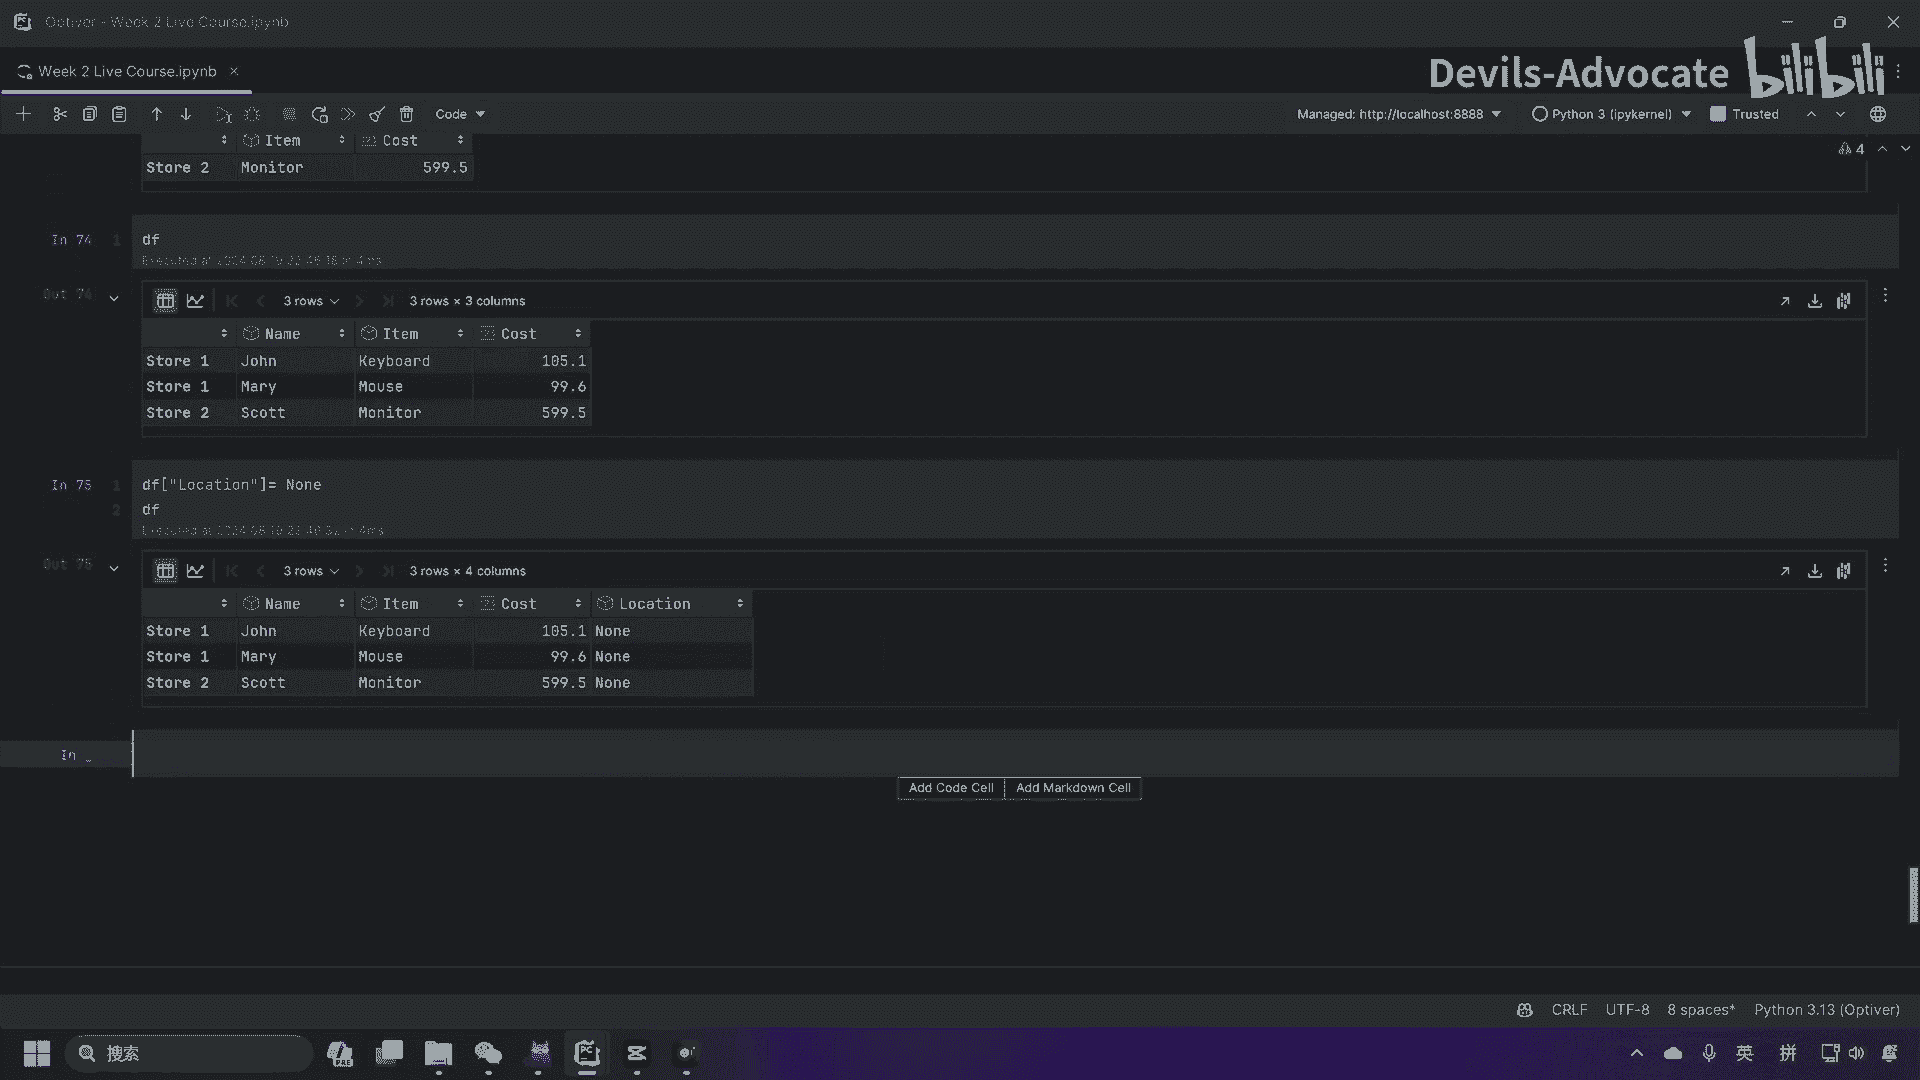 Optiver - Week 2 Live Course.ipynb
Week 2 Live Course.ipynb
Devils-Advocate bilibili
Code
Managed: http://localhost:8888
Python 3 (ipykernel)
Trusted
Item Cost
4
Store 2 Monitor 599.5
In 74 1 df
Out 74
3 rows
3 rows × 3 columns
Name Item Cost
Store 1 John Keyboard 105.1
Store 1 Mary Mouse 99.6
Store 2 Scott Monitor 599.5
In 75 1 df["Location"]= None
2 df
Out 75
3 rows
3 rows × 4 columns
Name Item Cost Location
Store 1 John Keyboard 105.1 None
Store 1 Mary Mouse 99.6 None
Store 2 Scott Monitor 599.5 None
In _
Add Code Cell Add Markdown Cell
CRLF UTF-8 8 spaces* Python 3.13 (Optiver)
搜索
英 拼